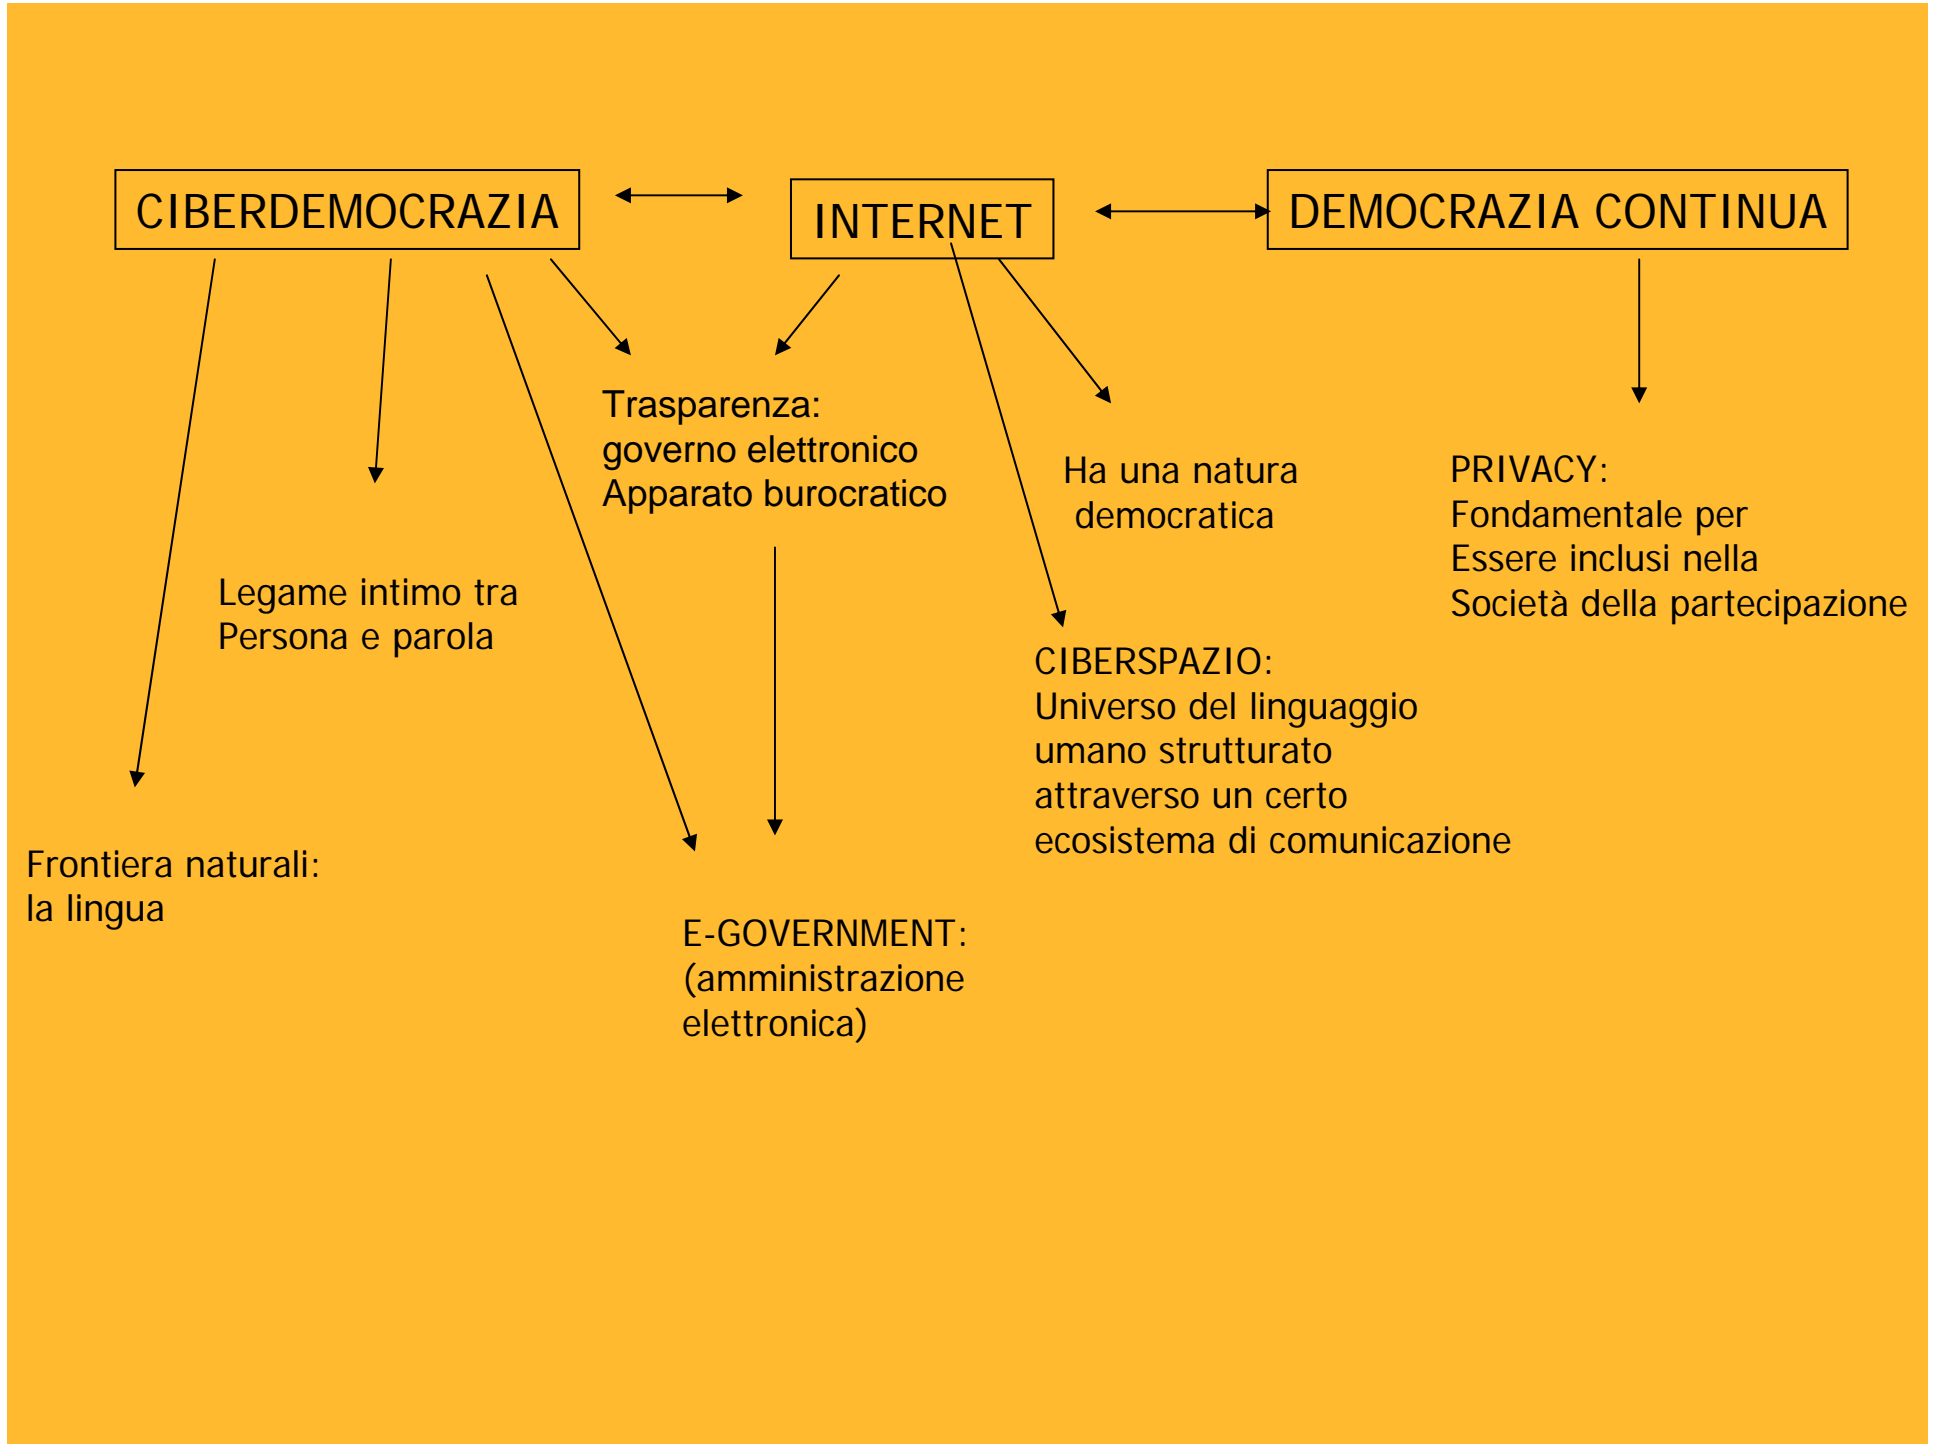 CIBERDEMOCRAZIA
INTERNET
DEMOCRAZIA CONTINUA
Trasparenza:
governo elettronico
Apparato burocratico
Ha una natura
democratica
PRIVACY:
Fondamentale per
Essere inclusi nella
Società della partecipazione
Legame intimo tra
Persona e parola
CIBERSPAZIO:
Universo del linguaggio
umano strutturato
attraverso un certo
ecosistema di comunicazione
Frontiera naturali:
la lingua
E-GOVERNMENT:
(amministrazione
elettronica)